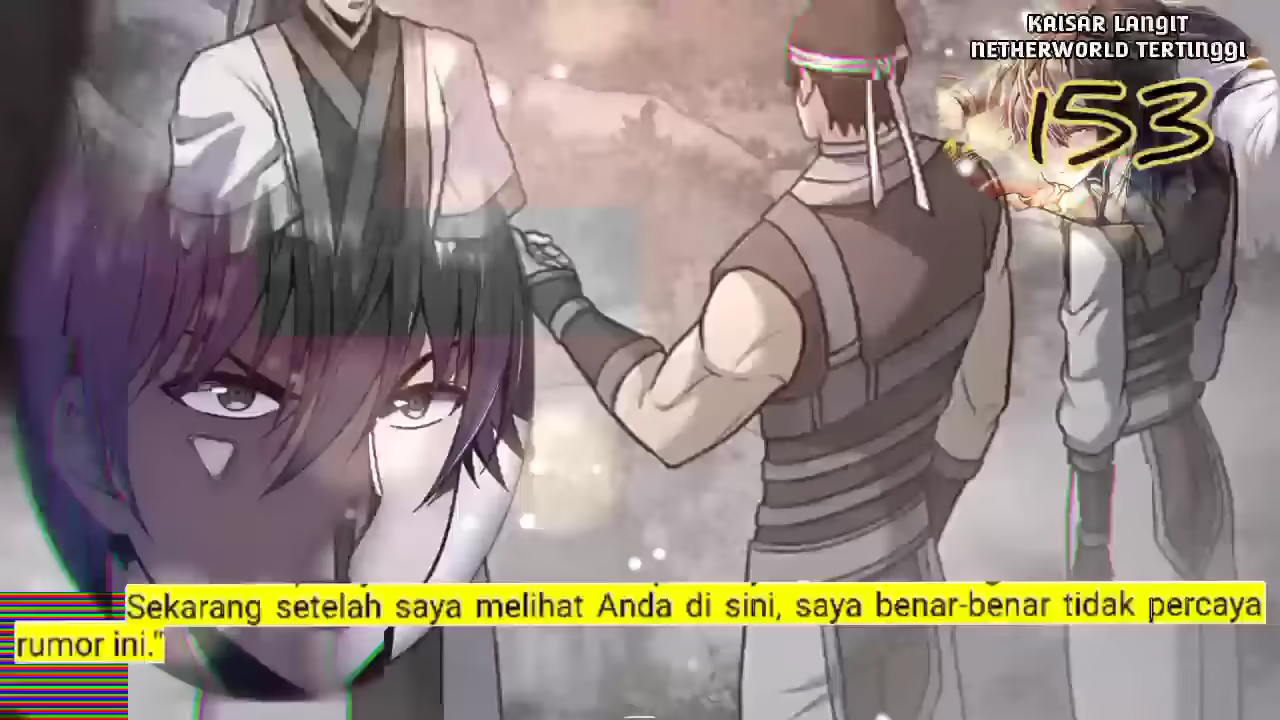 KAISAR LANGIT
NETHERWORLD TERTINGGI
153
Sekarang setelah saya melihat Anda di sini, saya benar-benar tidak percaya
rumor ini.”